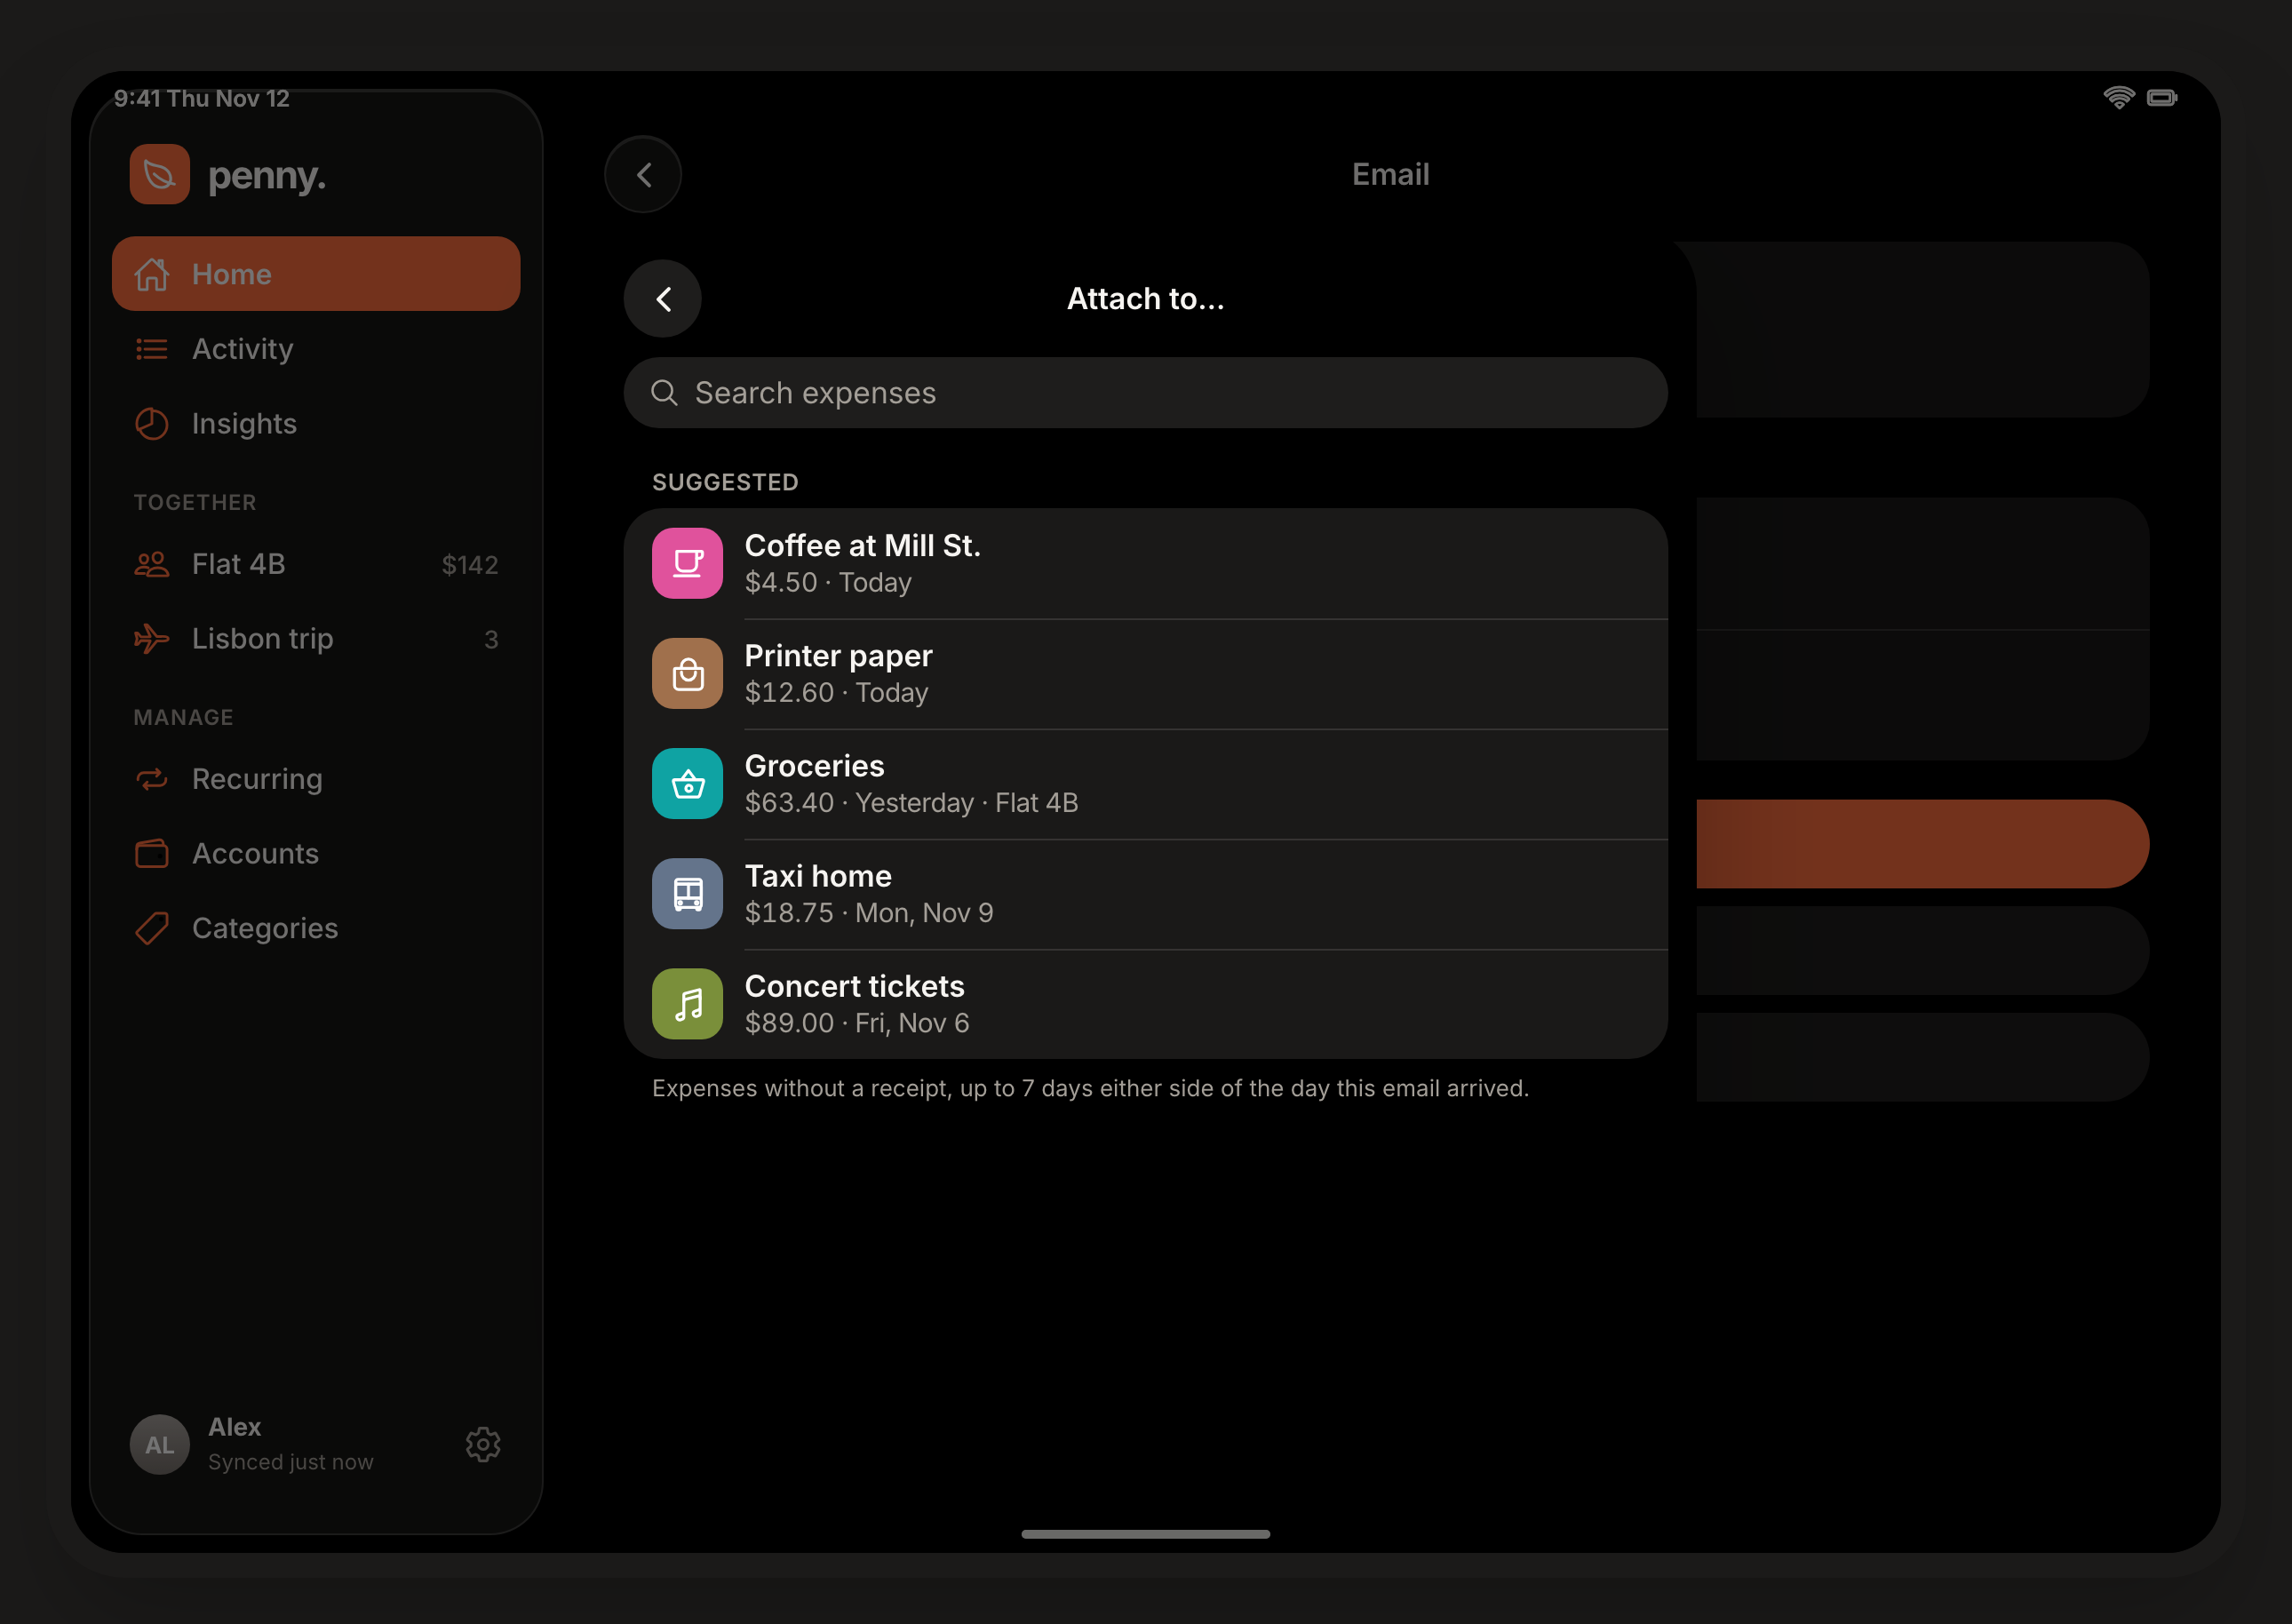 9:41 Thu Nov 12
penny.
Home
Activity
Insights
TOGETHER
Flat 4B $142
Lisbon trip 3
MANAGE
Recurring
Accounts
Categories
AL
Alex
Synced just now
Email
Attach to...
Search expenses
SUGGESTED
Coffee at Mill St.
$4.50 · Today
Printer paper
$12.60 · Today
Groceries
$63.40 · Yesterday · Flat 4B
Taxi home
$18.75 · Mon, Nov 9
Concert tickets
$89.00 · Fri, Nov 6
Expenses without a receipt, up to 7 days either side of the day this email arrived.